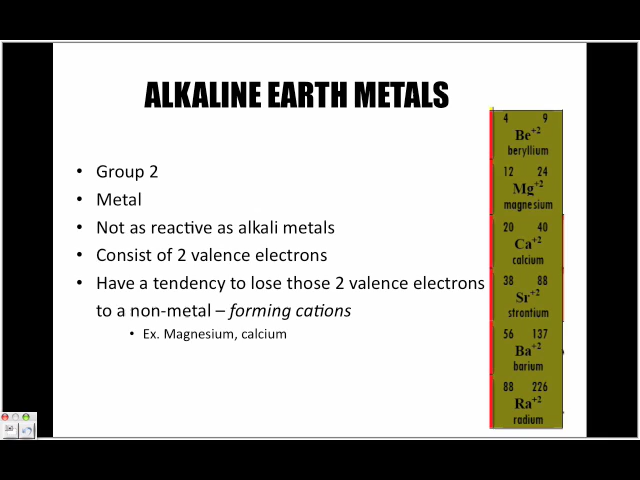 ALKALINE EARTH METALS
• Group 2
• Metal
• Not as reactive as alkali metals
• Consist of 2 valence electrons
• Have a tendency to lose those 2 valence electrons
to a non-metal – forming cations
• Ex. Magnesium, calcium
4 9
Be+2
beryllium
12 24
Mg+2
magnesium
20 40
Ca+2
calcium
38 88
Sr+2
strontium
56 137
Ba+2
barium
88 226
Ra+2
radium